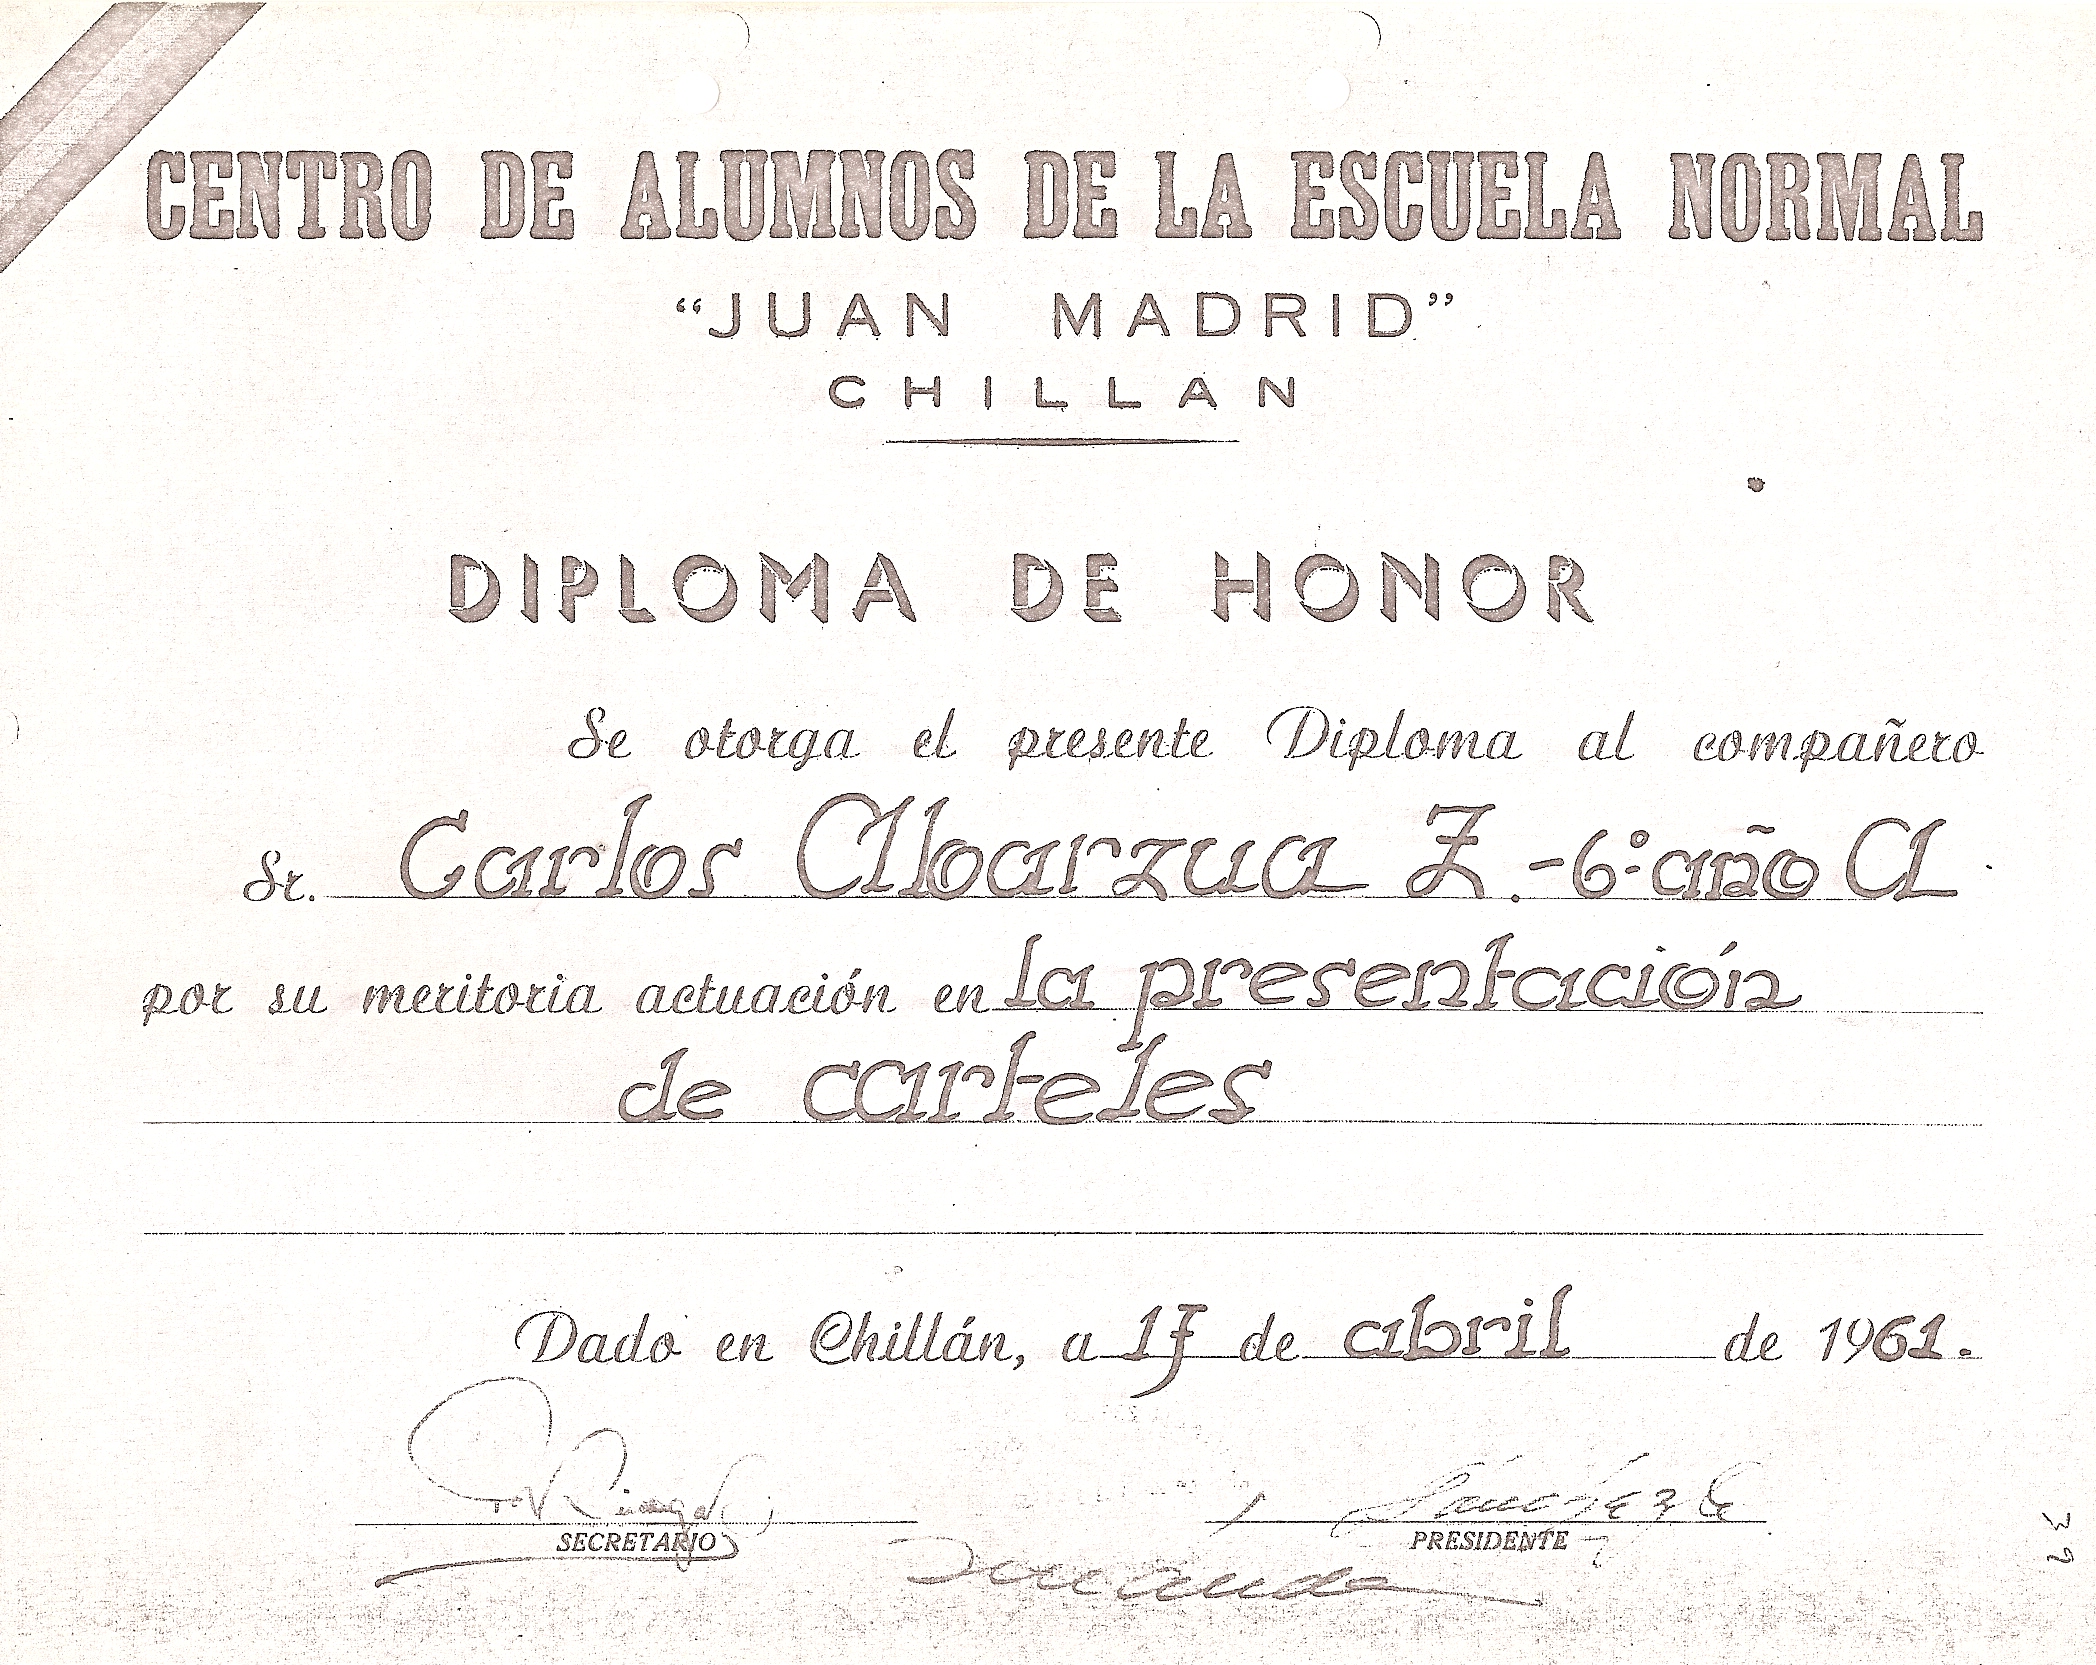 CENTRO DE ALUMNOS DE LA ESCUELA NORMAL
"JUAN MADRID"
CHILLAN
DIPLOMA DE HONOR
Se otorga el presente Diploma al compañero
Sr. Carlos Abarzua Z.-6° año A
por su meritoria actuación en la presentación
de carteles
Dado en Chillán, a 17 de abril de 1961.
Sánchez
SECRETARIO PRESIDENTE